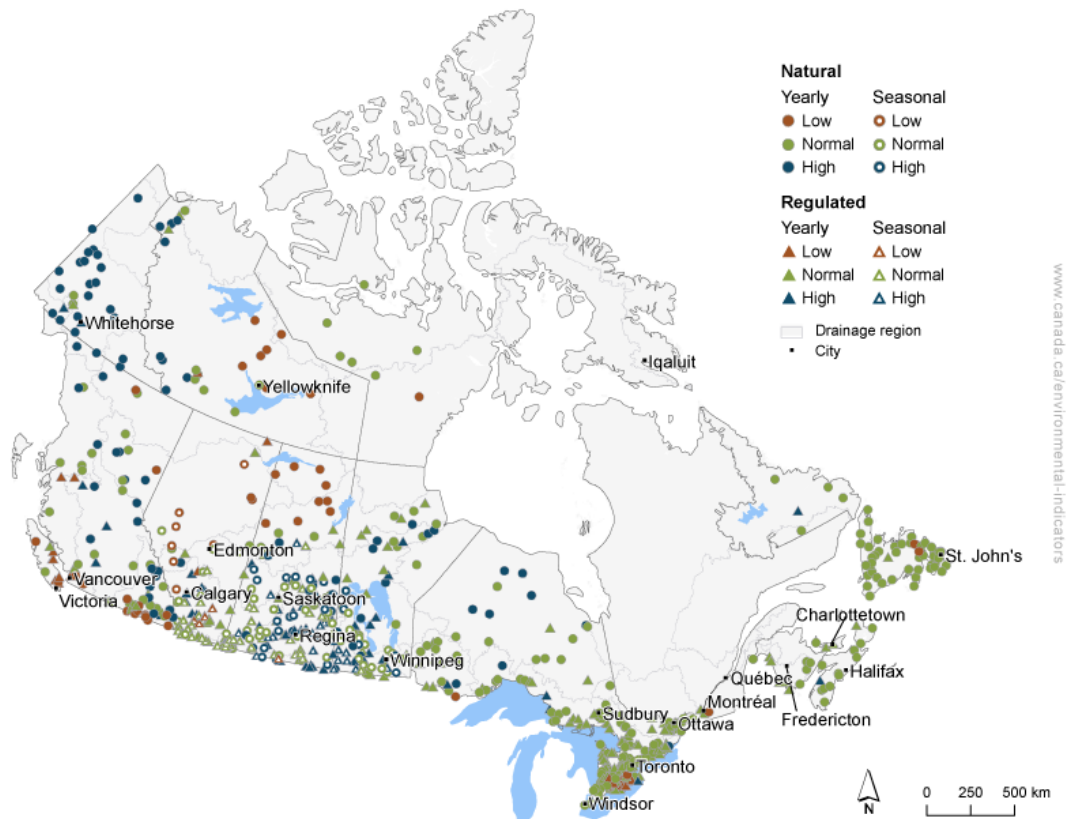 Natural
Yearly Seasonal
Low Low
Normal Normal
High High
Regulated
Yearly Seasonal
Low Low
Normal Normal
High High
Drainage region
City
www.canada.ca/environmental-indicators
Whitehorse
Iqaluit
Yellowknife
Edmonton
St. John's
Vancouver
Calgary
Saskatoon
Victoria
Charlottetown
Regina
Winnipeg
Halifax
Québec
Montréal
Sudbury
Fredericton
Ottawa
Toronto
Windsor
N
0 250 500 km